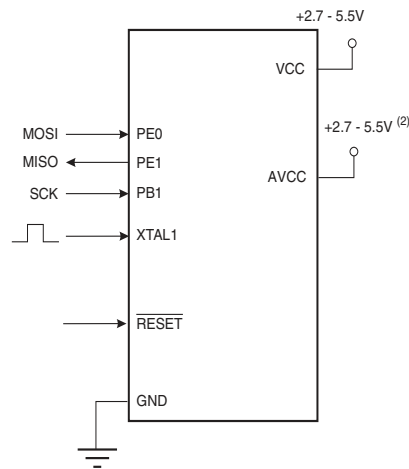 +2.7 - 5.5V
VCC
+2.7 - 5.5V (2)
MOSI PE0
MISO PE1
AVCC
SCK PB1
XTAL1
RESET
GND